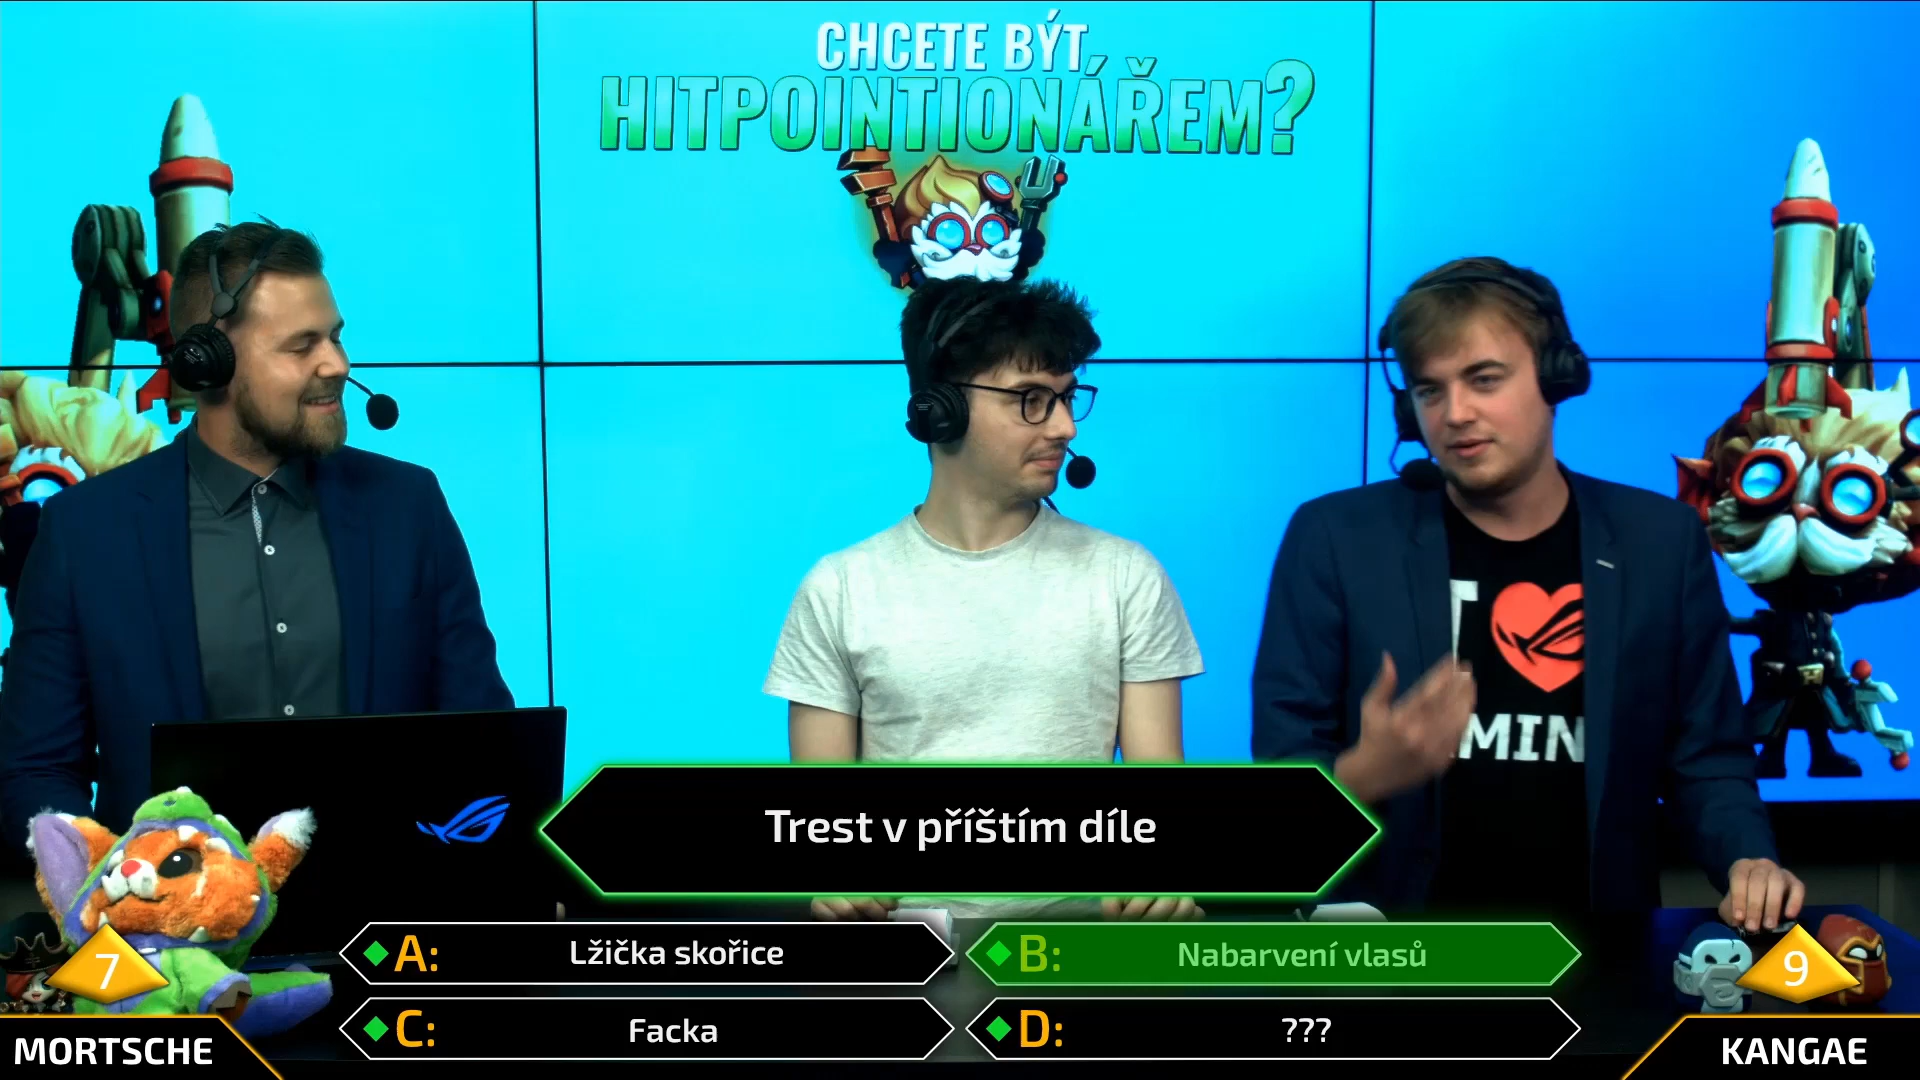 CHCETE BÝT
HITPOINTIONÁŘEM?
I
MIN
Trest v příštím díle
A: Lžička skořice
B: Nabarvení vlasů
C: Facka
D: ???
7
9
MORTSCHE
KANGAE